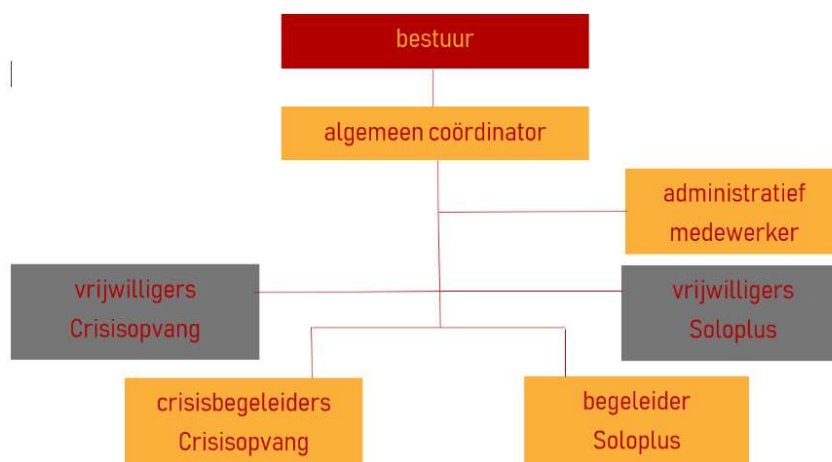 bestuur
algemeen coördinator
administratief
medewerker
vrijwilligers
Crisisopvang
vrijwilligers
Soloplus
crisisbegeleiders
Crisisopvang
begeleider
Soloplus